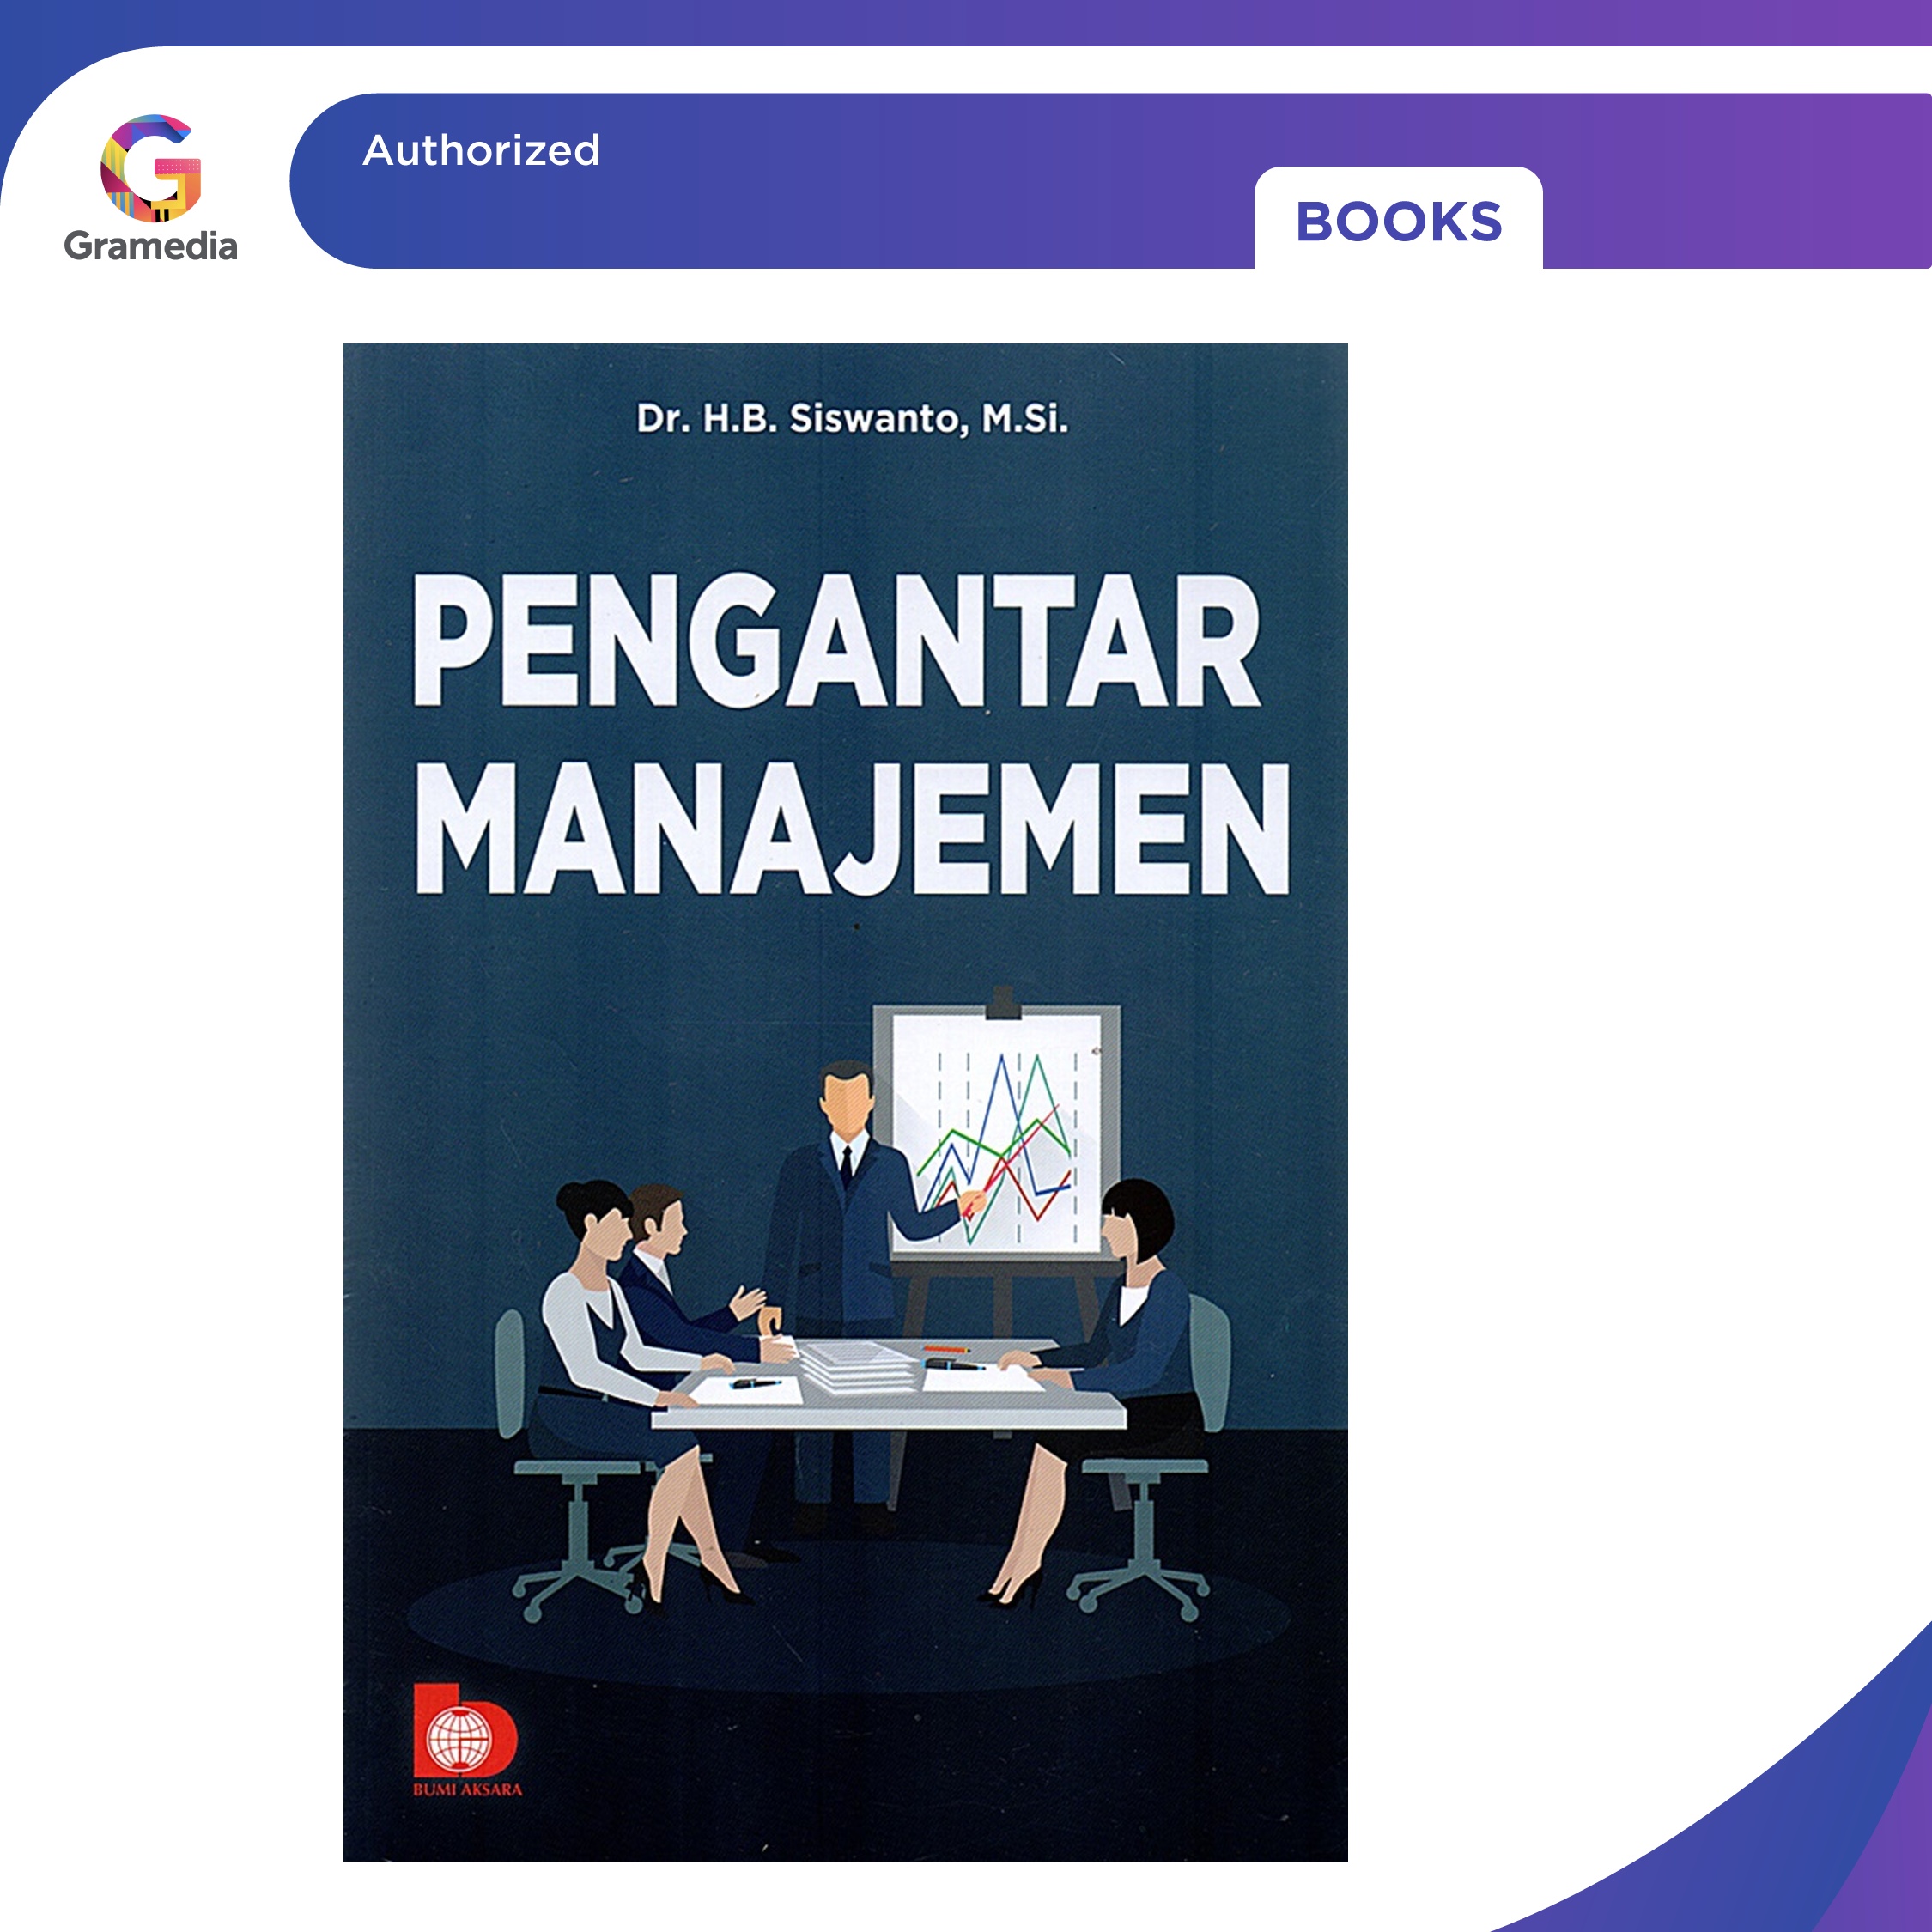 Gramedia
Authorized
BOOKS
Dr. H.B. Siswanto, M.Si.
PENGANTAR
MANAJEMEN
BUMI AKSARA